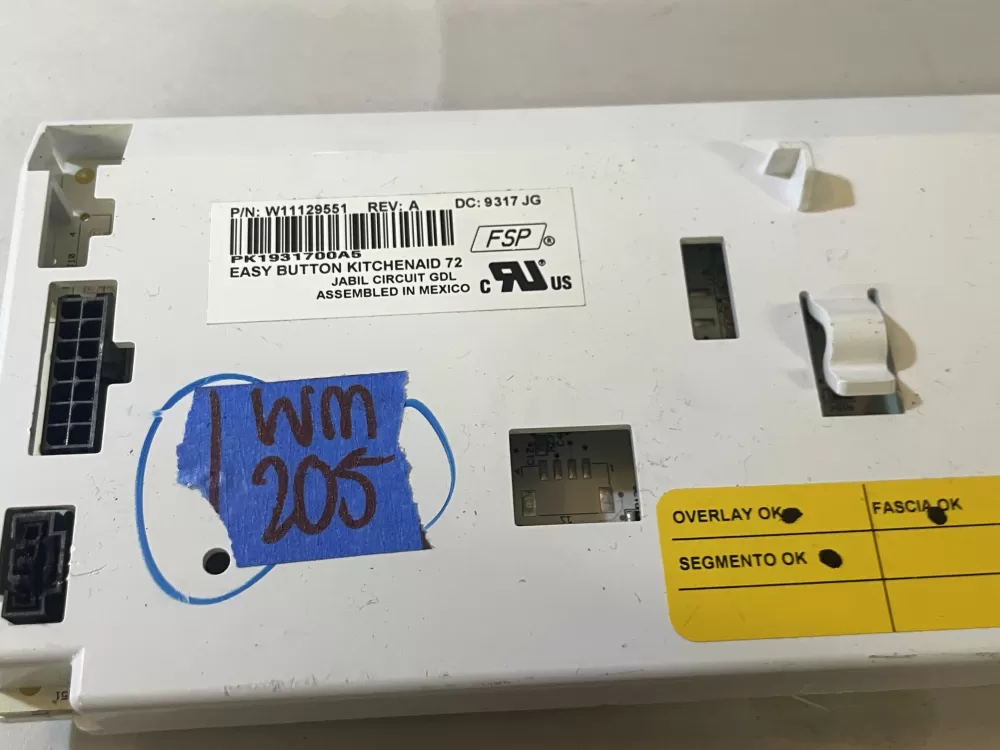 P/N: W11129551 REV: A DC: 9317 JG
PK1931700A5
FSP®
EASY BUTTON KITCHENAID 72
JABIL CIRCUIT GDL
ASSEMBLED IN MEXICO
C RU® US
WM
205
OVERLAY OK FASCIA OK
SEGMENTO OK